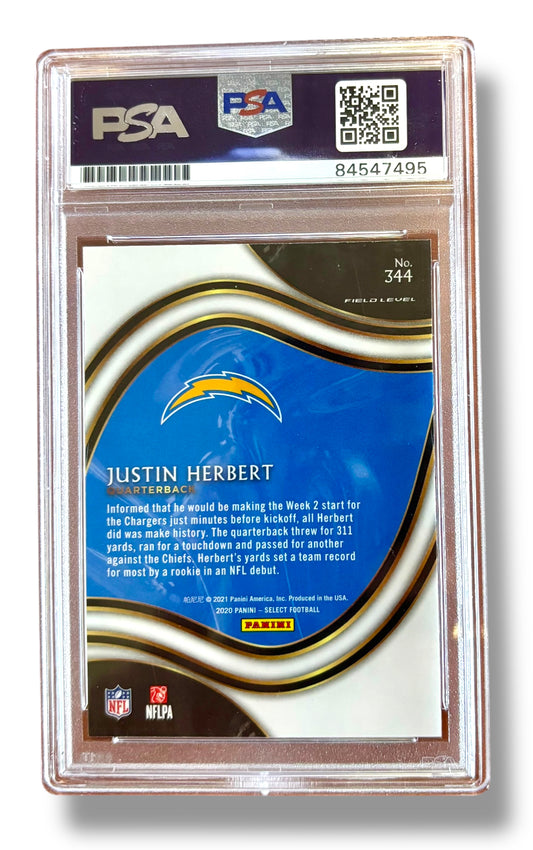 PSA
PSA
84547495
No.
344
FIELD LEVEL
JUSTIN HERBERT
QUARTERBACK
Informed that he would be making the Week 2 start for
the Chargers just minutes before kickoff, all Herbert
did was make history. The quarterback threw for 311
yards, ran for a touchdown and passed for another
against the Chiefs. Herbert's yards set a team record
for most by a rookie in an NFL debut.
帕尼尼 © 2021 Panini America, Inc. Produced in the USA.
2020 PANINI – SELECT FOOTBALL
PANINI
NFL
NFLPA
PSA